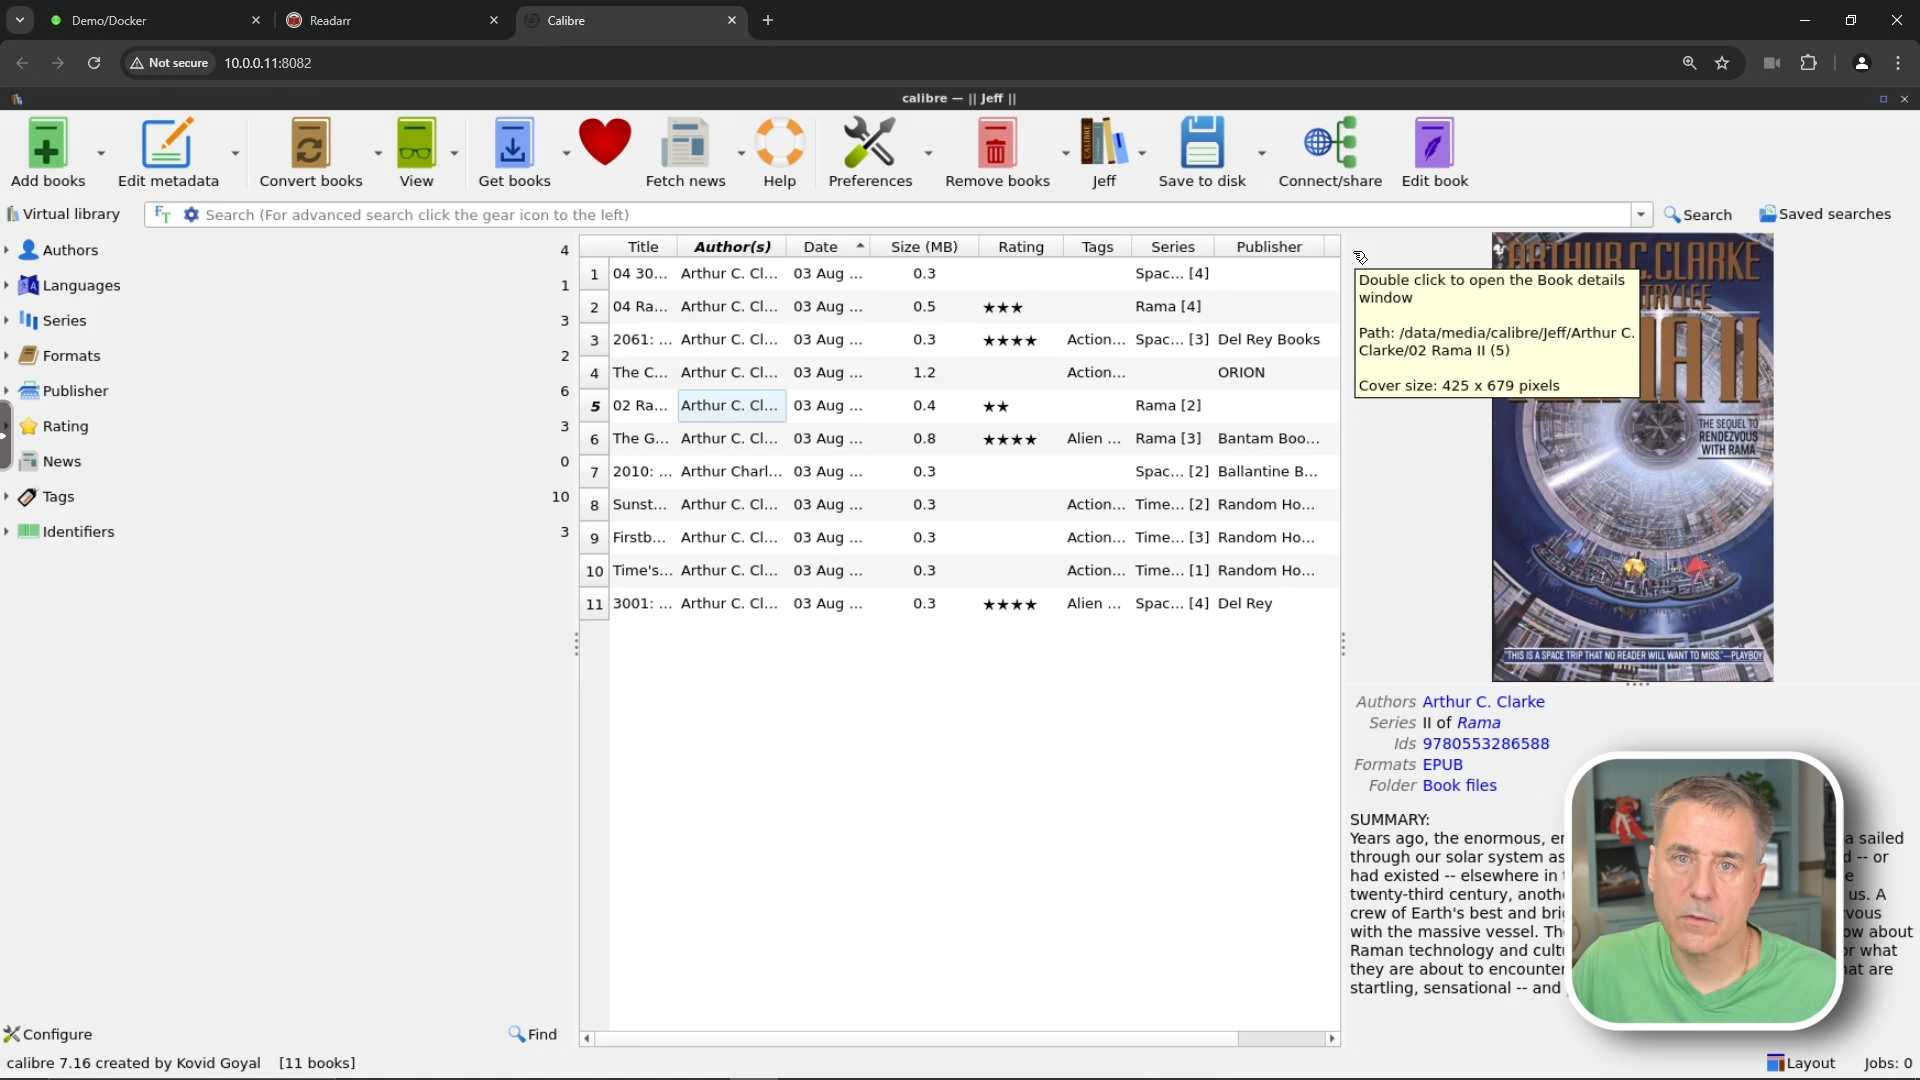 Demo/Docker
Readarr
Calibre
Not secure
10.0.0.11:8082
calibre — || Jeff ||
Add books
Edit metadata
Convert books
View
Get books
Fetch news
Help
Preferences
Remove books
CALIBRE
Jeff
Save to disk
Connect/share
Edit book
Virtual library
Search (For advanced search click the gear icon to the left)
Search
Saved searches
Authors 4
Languages 1
Series 3
Formats 2
Publisher 6
Rating 3
News 0
Tags 10
Identifiers 3
Title Author(s) Date Size (MB) Rating Tags Series Publisher
1 04 30... Arthur C. Cl... 03 Aug ... 0.3 Spac... [4]
2 04 Ra... Arthur C. Cl... 03 Aug ... 0.5 ★★★ Rama [4]
3 2061: ... Arthur C. Cl... 03 Aug ... 0.3 ★★★★ Action... Spac... [3] Del Rey Books
4 The C... Arthur C. Cl... 03 Aug ... 1.2 Action... ORION
5 02 Ra... Arthur C. Cl... 03 Aug ... 0.4 ★★ Rama [2]
6 The G... Arthur C. Cl... 03 Aug ... 0.8 ★★★★ Alien ... Rama [3] Bantam Boo...
7 2010: ... Arthur Charl... 03 Aug ... 0.3 Spac... [2] Ballantine B...
8 Sunst... Arthur C. Cl... 03 Aug ... 0.3 Action... Time... [2] Random Ho...
9 Firstb... Arthur C. Cl... 03 Aug ... 0.3 Action... Time... [3] Random Ho...
10 Time's... Arthur C. Cl... 03 Aug ... 0.3 Action... Time... [1] Random Ho...
11 3001: ... Arthur C. Cl... 03 Aug ... 0.3 ★★★★ Alien ... Spac... [4] Del Rey
ARTHUR C. CLARKE
Double click to open the Book details
window
Path: /data/media/calibre/Jeff/Arthur C.
Clarke/02 Rama II (5)
Cover size: 425 x 679 pixels
THE SEQUEL TO
RENDEZVOUS
WITH RAMA
"THIS IS A SPACE TRIP THAT NO READER WILL WANT TO MISS."—PLAYBOY
Authors Arthur C. Clarke
Series II of Rama
Ids 9780553286588
Formats EPUB
Folder Book files
SUMMARY:
Years ago, the enormous, a sailed
through our solar system as -- or
had existed -- elsewhere in
twenty-third century, us. A
crew of Earth's best and
with the massive vessel. about
Raman technology and what
they are about to encounter are
startling, sensational -- and
Configure
Find
calibre 7.16 created by Kovid Goyal [11 books]
Layout
Jobs: 0